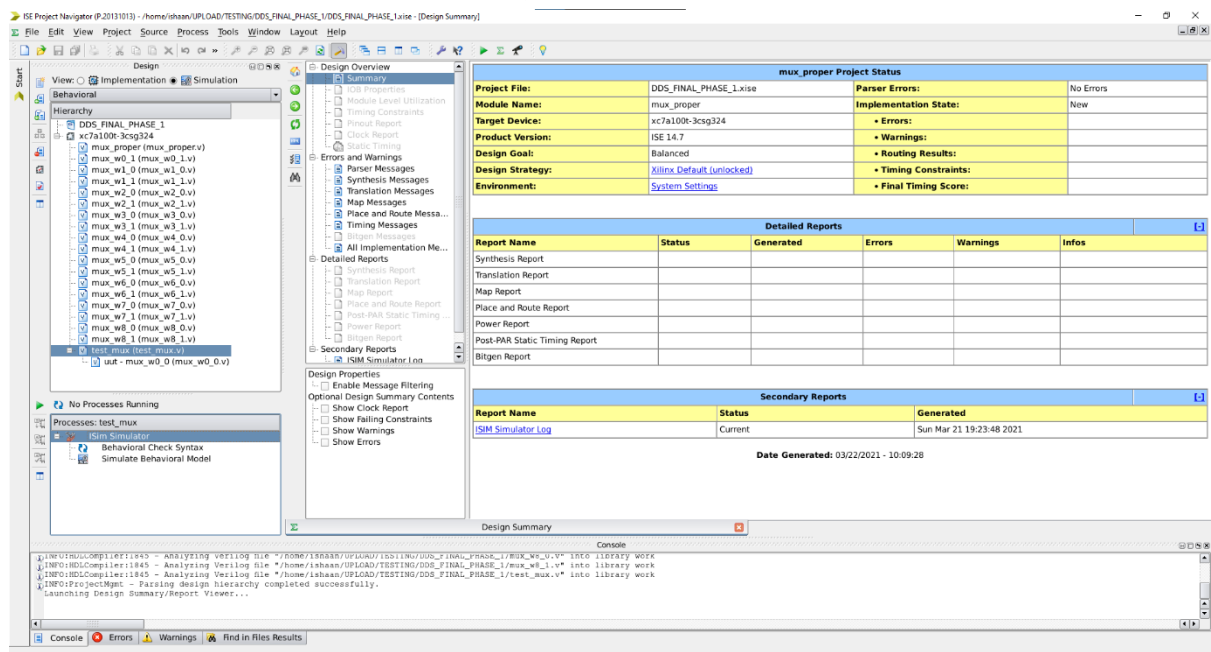 ISE Project Navigator (P.20131013) - /home/ishaan/UPLOAD/TESTING/DDS_FINAL_PHASE_1/DDS_FINAL_PHASE_1.xise - [Design Summary]
File Edit View Project Source Process Tools Window Layout Help
Start
Design
View: Implementation Simulation
Behavioral
Hierarchy
DDS_FINAL_PHASE_1
xc7a100t-3csg324
mux_proper (mux_proper.v)
mux_w0_1 (mux_w0_1.v)
mux_w1_0 (mux_w1_0.v)
mux_w1_1 (mux_w1_1.v)
mux_w2_0 (mux_w2_0.v)
mux_w2_1 (mux_w2_1.v)
mux_w3_0 (mux_w3_0.v)
mux_w3_1 (mux_w3_1.v)
mux_w4_0 (mux_w4_0.v)
mux_w4_1 (mux_w4_1.v)
mux_w5_0 (mux_w5_0.v)
mux_w5_1 (mux_w5_1.v)
mux_w6_0 (mux_w6_0.v)
mux_w6_1 (mux_w6_1.v)
mux_w7_0 (mux_w7_0.v)
mux_w7_1 (mux_w7_1.v)
mux_w8_0 (mux_w8_0.v)
mux_w8_1 (mux_w8_1.v)
test_mux (test_mux.v)
uut - mux_w0_0 (mux_w0_0.v)
No Processes Running
Processes: test_mux
ISim Simulator
Behavioral Check Syntax
Simulate Behavioral Model
Design Overview
Summary
IOB Properties
Module Level Utilization
Timing Constraints
Pinout Report
Clock Report
Static Timing
Errors and Warnings
Parser Messages
Synthesis Messages
Translation Messages
Map Messages
Place and Route Messa...
Timing Messages
Bitgen Messages
All Implementation Me...
Detailed Reports
Synthesis Report
Translation Report
Map Report
Place and Route Report
Post-PAR Static Timing ...
Power Report
Bitgen Report
Secondary Reports
ISIM Simulator Log
Design Properties
Enable Message Filtering
Optional Design Summary Contents
Show Clock Report
Show Failing Constraints
Show Warnings
Show Errors
mux_proper Project Status
Project File: DDS_FINAL_PHASE_1.xise Parser Errors: No Errors
Module Name: mux_proper Implementation State: New
Target Device: xc7a100t-3csg324 • Errors:
Product Version: ISE 14.7 • Warnings:
Design Goal: Balanced • Routing Results:
Design Strategy: Xilinx Default (unlocked) • Timing Constraints:
Environment: System Settings • Final Timing Score:
Detailed Reports [-]
Report Name Status Generated Errors Warnings Infos
Synthesis Report
Translation Report
Map Report
Place and Route Report
Power Report
Post-PAR Static Timing Report
Bitgen Report
Secondary Reports [-]
Report Name Status Generated
ISIM Simulator Log Current Sun Mar 21 19:23:48 2021
Date Generated: 03/22/2021 - 10:09:28
Design Summary
Console
INFO:HDLCompiler:1845 - Analyzing Verilog file "/home/ishaan/UPLOAD/TESTING/DDS_FINAL_PHASE_1/mux_w8_0.v" into library work
INFO:HDLCompiler:1845 - Analyzing Verilog file "/home/ishaan/UPLOAD/TESTING/DDS_FINAL_PHASE_1/mux_w8_1.v" into library work
INFO:HDLCompiler:1845 - Analyzing Verilog file "/home/ishaan/UPLOAD/TESTING/DDS_FINAL_PHASE_1/test_mux.v" into library work
INFO:ProjectMgmt - Parsing design hierarchy completed successfully.
Launching Design Summary/Report Viewer...
Console Errors Warnings Find in Files Results